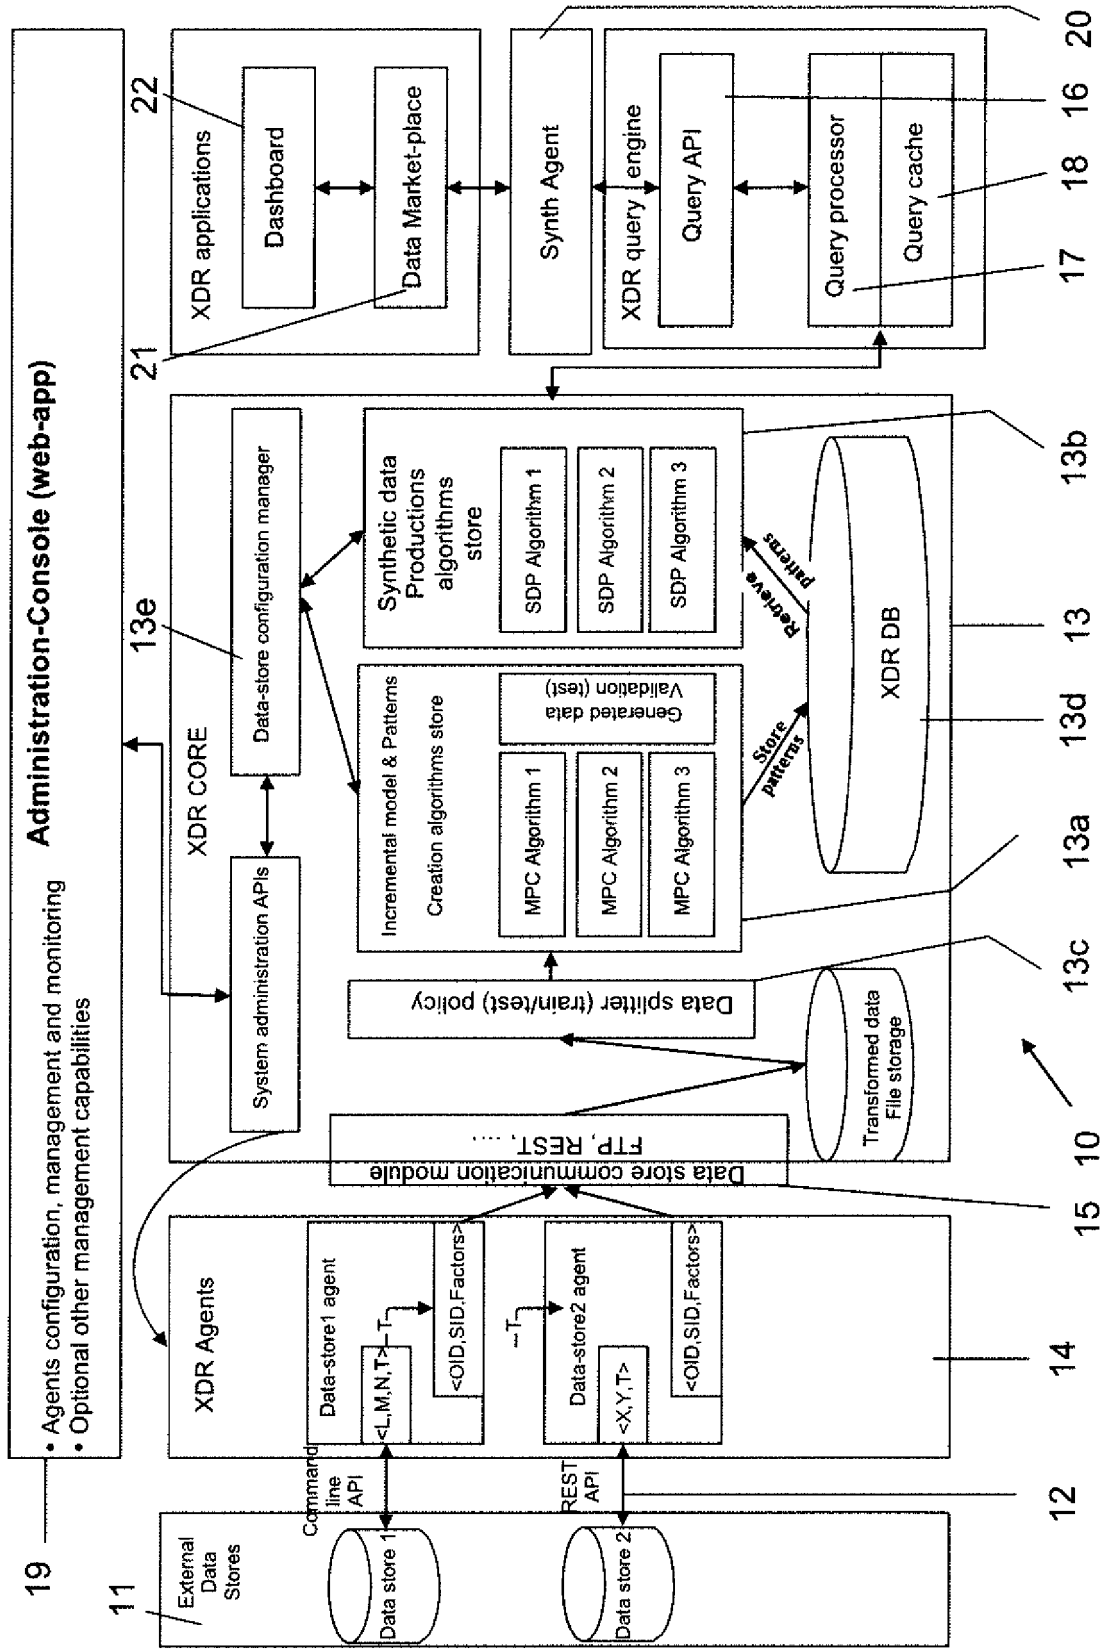 19
Administration-Console (web-app)
• Agents configuration, management and monitoring
• Optional other management capabilities
11
External
Data
Stores
Data store 1
Data store 2
Command
line API
REST
API
12
XDR Agents
Data-store1 agent
<L,M,N,T>
T
<OID,SID,Factors>
---T
Data-store2 agent
<X,Y,T>
<OID,SID,Factors>
14
Data store communication module
FTP, REST, ....
15
10
XDR CORE
System administration APIs
Data-store configuration manager
13e
Data splitter (train/test) policy
13c
Transformed data
File storage
Incremental model & Patterns
Creation algorithms store
MPC Algorithm 1
MPC Algorithm 2
MPC Algorithm 3
Generated data
Validation (test)
13a
Store
patterns
Synthetic data
Productions
algorithms
store
SDP Algorithm 1
SDP Algorithm 2
SDP Algorithm 3
13b
Retrieve
patterns
XDR DB
13d
13
XDR applications
Dashboard
22
Data Market-place
21
Synth Agent
20
XDR query engine
Query API
16
Query processor
17
Query cache
18